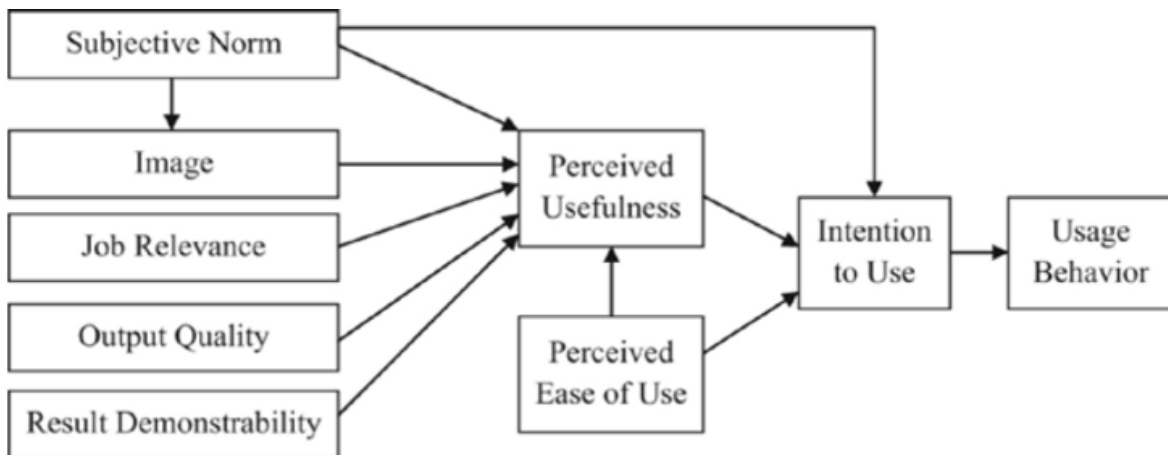 Subjective Norm
Image
Job Relevance
Output Quality
Result Demonstrability
Perceived
Usefulness
Perceived
Ease of Use
Intention
to Use
Usage
Behavior